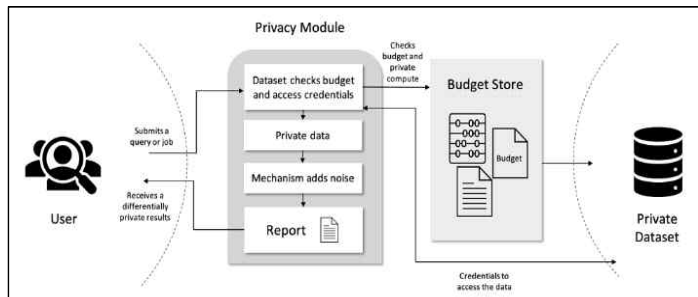 Privacy Module
Checks
budget and
private
compute
Dataset checks budget
and access credentials
Budget Store
Submits a
query or job
Private data
Budget
Mechanism adds noise
Receives a
differentially
private results
User
Report
Private
Dataset
Credentials to
access the data